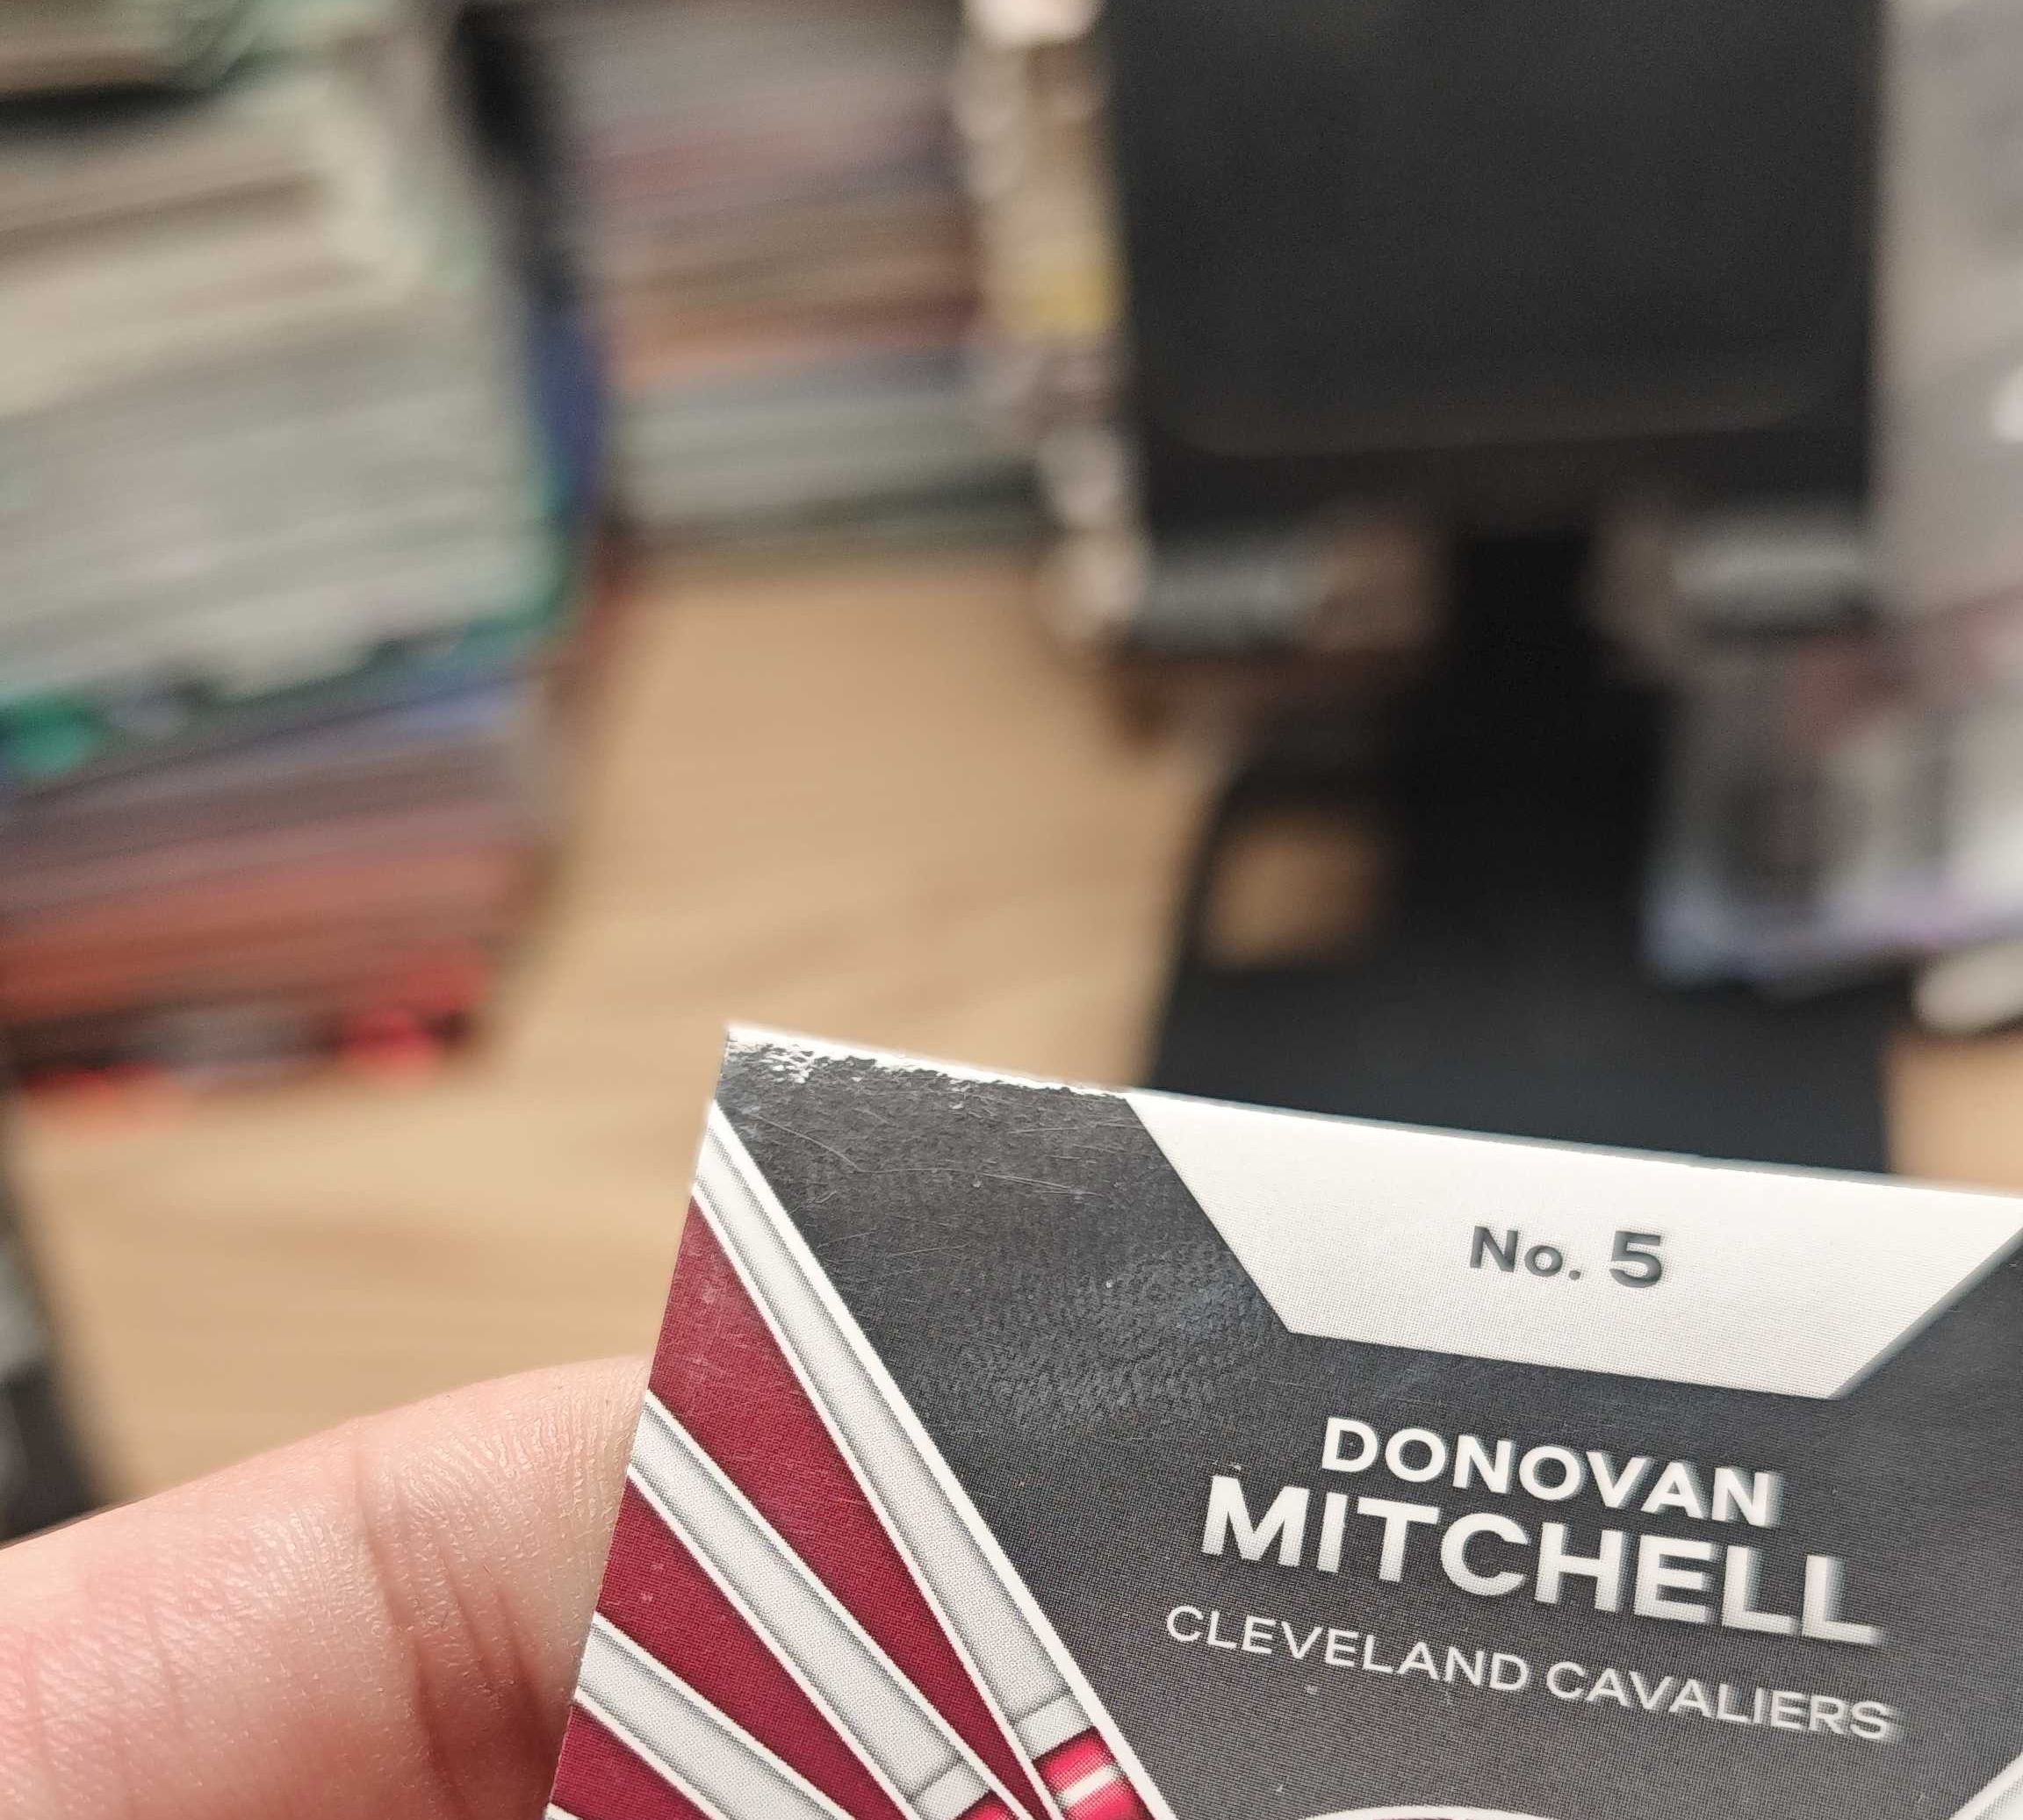 No. 5
DONOVAN
MITCHELL
CLEVELAND CAVALIERS